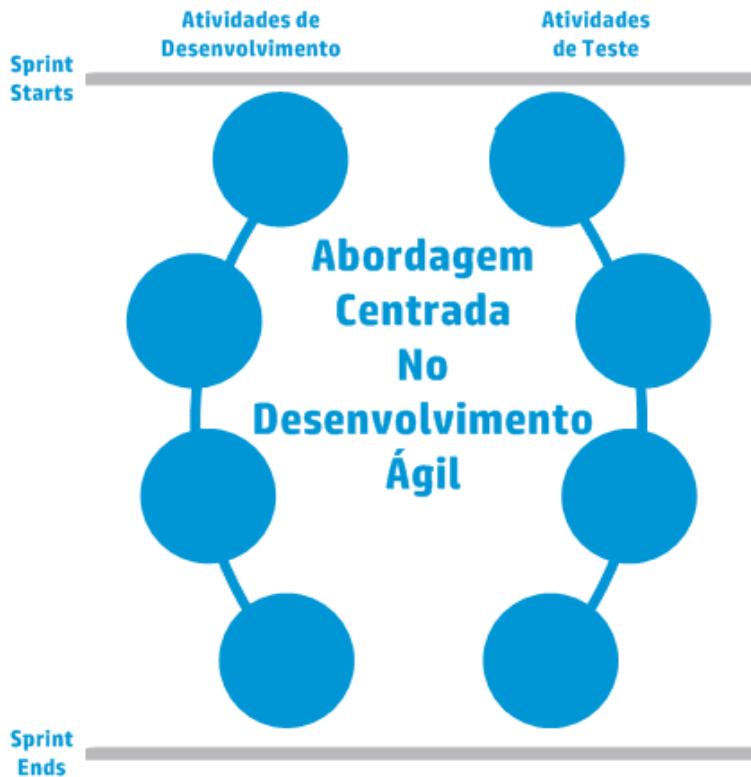 Atividades de
Desenvolvimento
Atividades
de Teste
Sprint
Starts
Abordagem
Centrada
No
Desenvolvimento
Ágil
Sprint
Ends